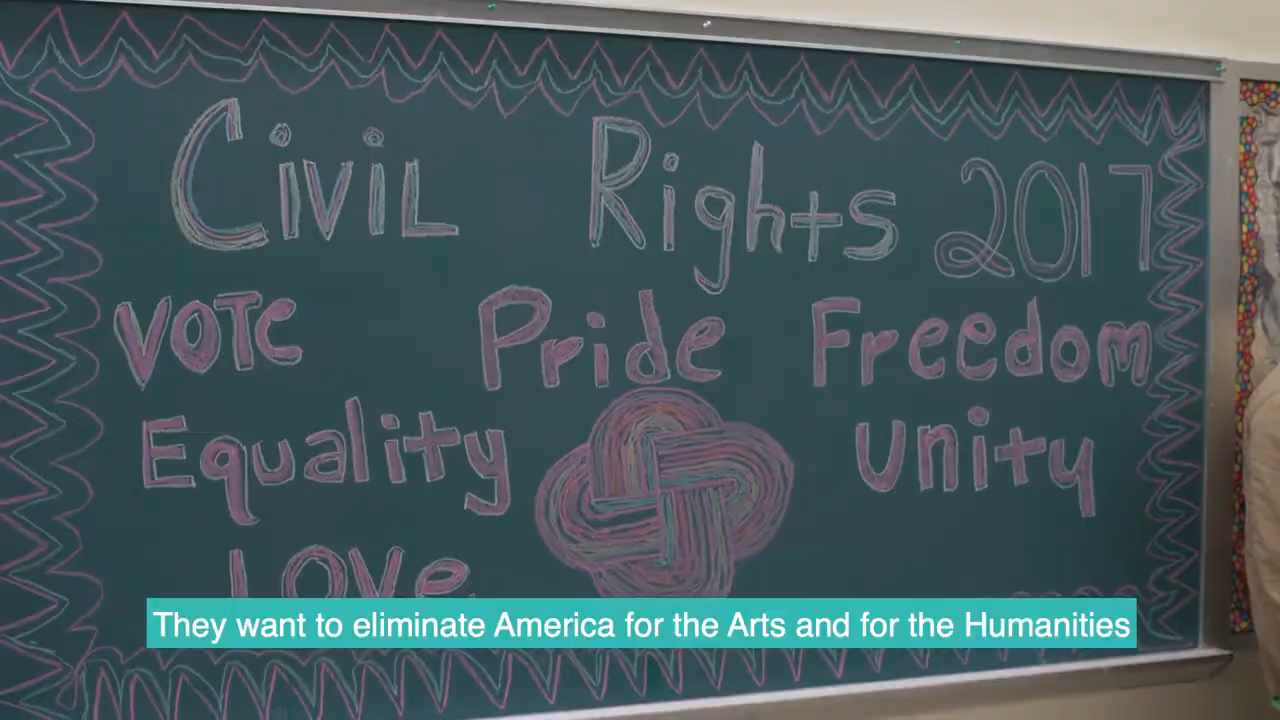 Civil Rights 2017
Vote Pride Freedom
Equality Unity
Love
They want to eliminate America for the Arts and for the Humanities